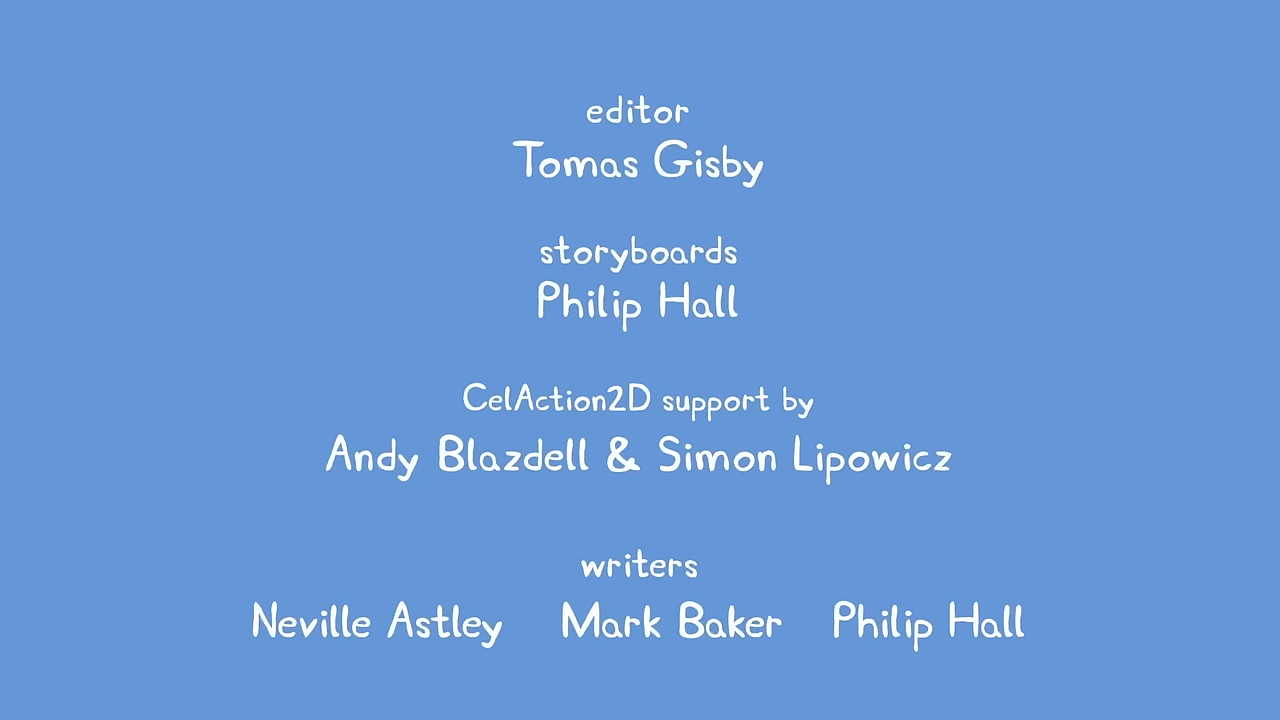 editor
Tomas Gisby
storyboards
Philip Hall
CelAction2D support by
Andy Blazdell & Simon Lipowicz
writers
Neville Astley Mark Baker Philip Hall